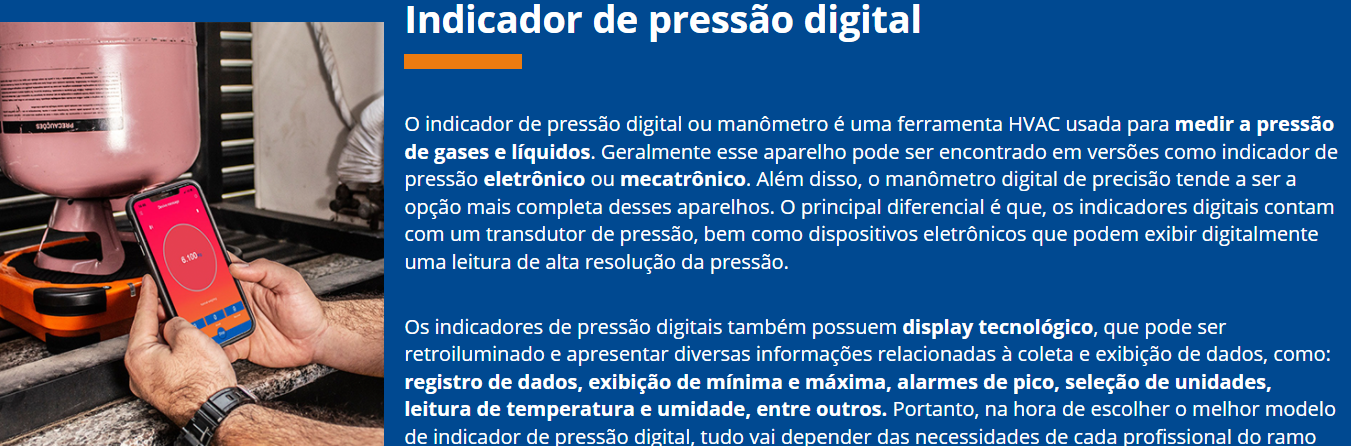 Indicador de pressão digital
O indicador de pressão digital ou manômetro é uma ferramenta HVAC usada para medir a pressão
de gases e líquidos. Geralmente esse aparelho pode ser encontrado em versões como indicador de
pressão eletrônico ou mecatrônico. Além disso, o manômetro digital de precisão tende a ser a
opção mais completa desses aparelhos. O principal diferencial é que, os indicadores digitais contam
com um transdutor de pressão, bem como dispositivos eletrônicos que podem exibir digitalmente
uma leitura de alta resolução da pressão.
Os indicadores de pressão digitais também possuem display tecnológico, que pode ser
retroiluminado e apresentar diversas informações relacionadas à coleta e exibição de dados, como:
registro de dados, exibição de mínima e máxima, alarmes de pico, seleção de unidades,
leitura de temperatura e umidade, entre outros. Portanto, na hora de escolher o melhor modelo
de indicador de pressão digital, tudo vai depender das necessidades de cada profissional do ramo
PRECAUÇÕES
6.100